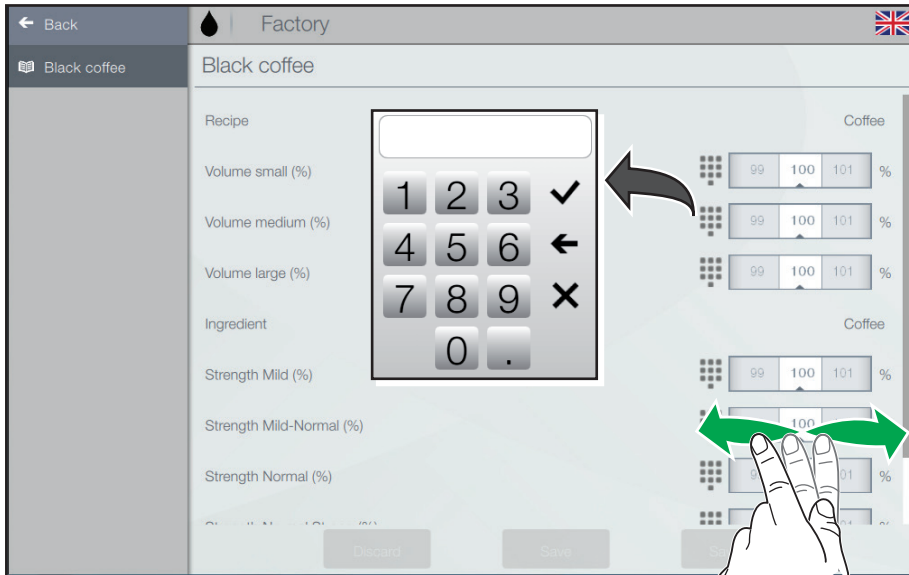 Back
Factory
Black coffee
Black coffee
Recipe
Coffee
Volume small (%)
99 100 101 %
Volume medium (%)
99 100 101 %
Volume large (%)
99 100 101 %
Ingredient
Coffee
Strength Mild (%)
99 100 101 %
Strength Mild-Normal (%)
100
Strength Normal (%)
01 %
1 2 3
4 5 6
7 8 9
0 .
Discard
Save